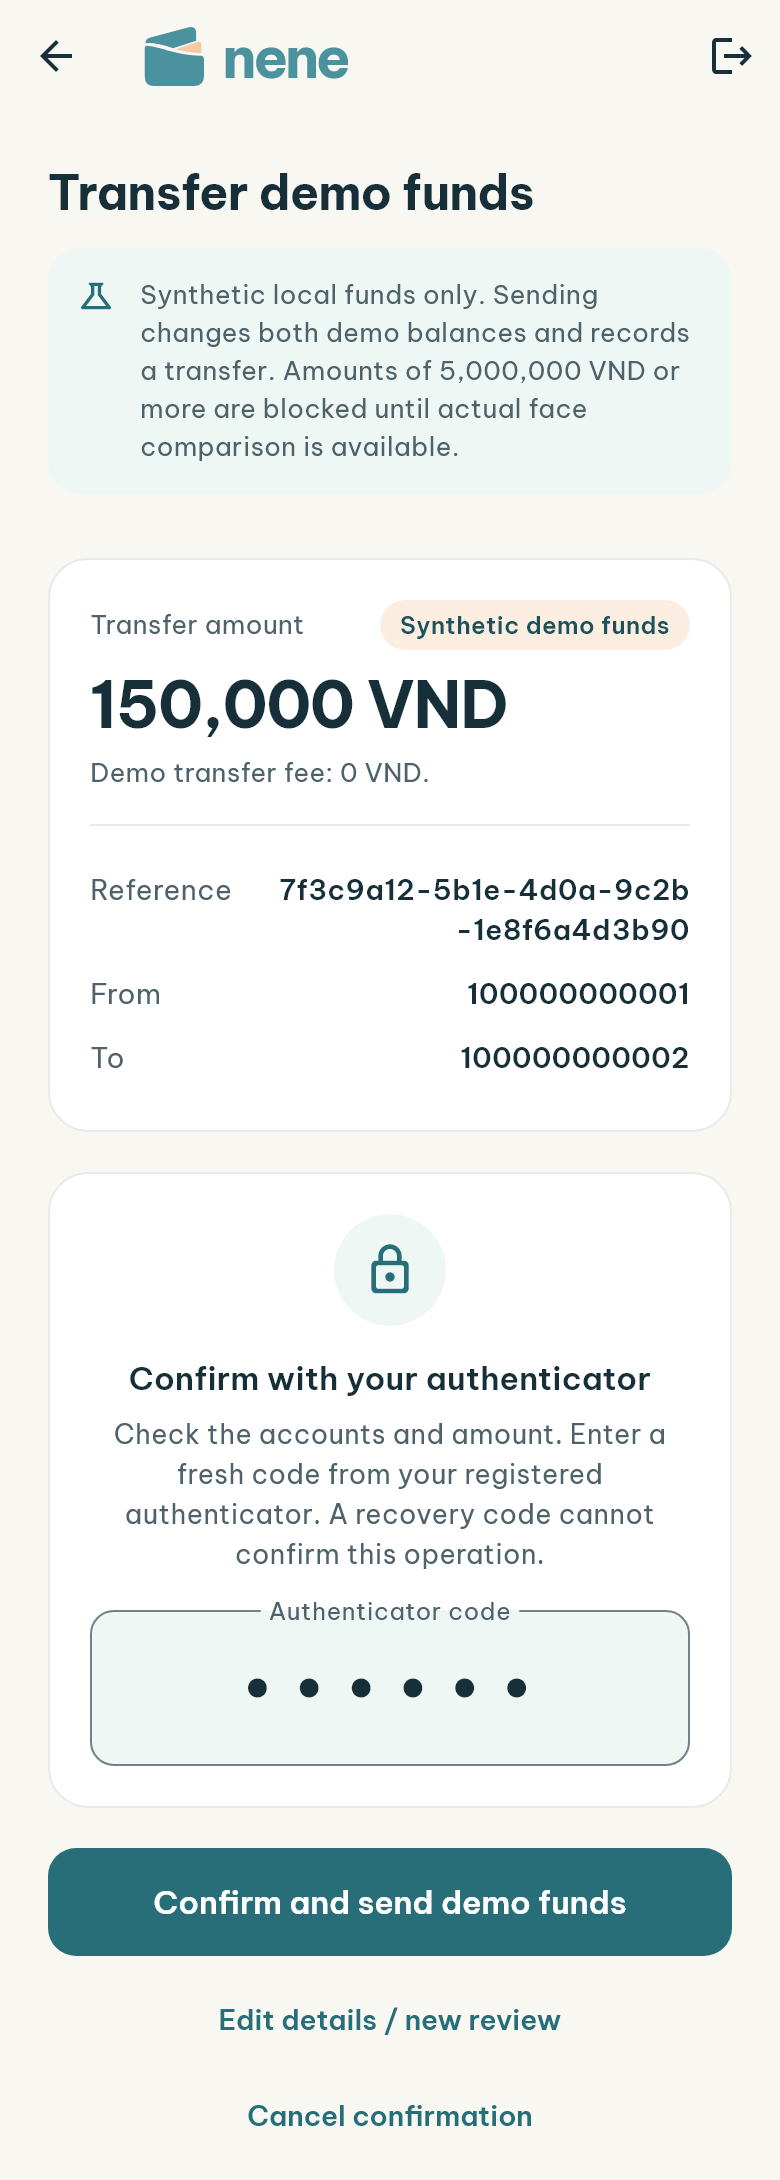 nene
Transfer demo funds
Synthetic local funds only. Sending
changes both demo balances and records
a transfer. Amounts of 5,000,000 VND or
more are blocked until actual face
comparison is available.
Transfer amount
Synthetic demo funds
150,000 VND
Demo transfer fee: 0 VND.
Reference 7f3c9a12-5b1e-4d0a-9c2b
-1e8f6a4d3b90
From 100000000001
To 100000000002
Confirm with your authenticator
Check the accounts and amount. Enter a
fresh code from your registered
authenticator. A recovery code cannot
confirm this operation.
Authenticator code
••••••
Confirm and send demo funds
Edit details / new review
Cancel confirmation